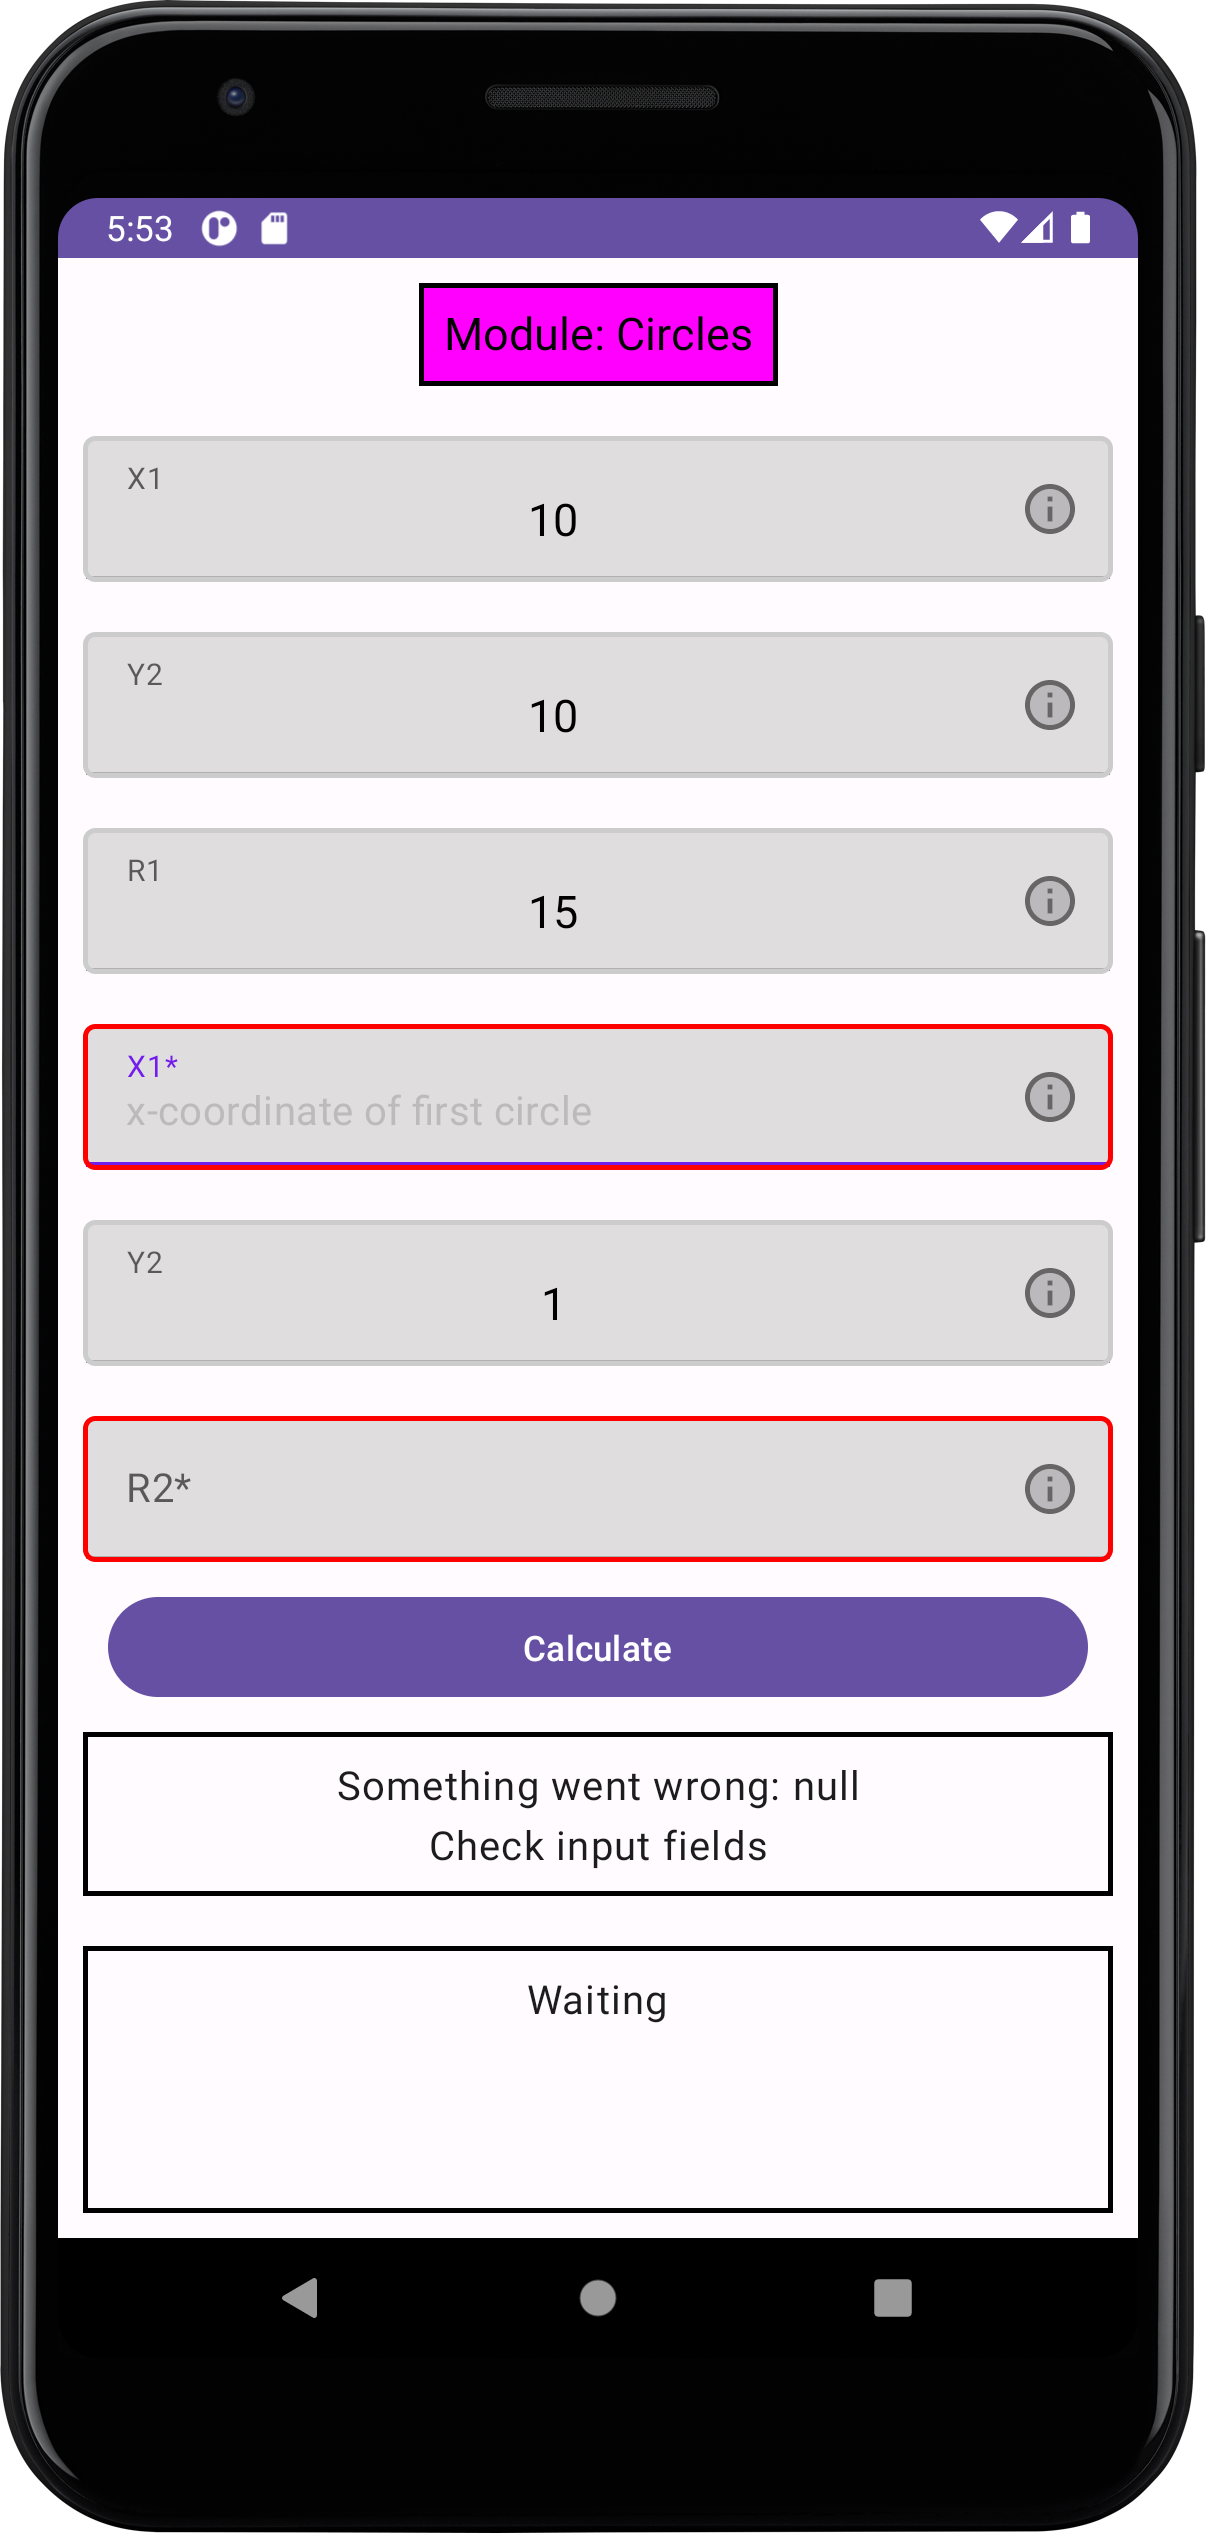 5:53
Module: Circles
X1
10
Y2
10
R1
15
X1*
x-coordinate of first circle
Y2
1
R2*
Calculate
Something went wrong: null
Check input fields
Waiting